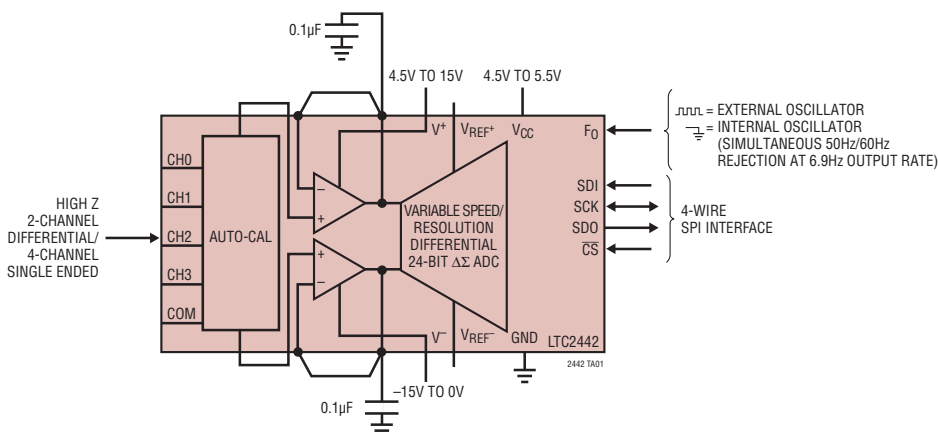 0.1µF
4.5V TO 15V
4.5V TO 5.5V
V+
VREF+
VCC
FO
= EXTERNAL OSCILLATOR
= INTERNAL OSCILLATOR
(SIMULTANEOUS 50Hz/60Hz
REJECTION AT 6.9Hz OUTPUT RATE)
HIGH Z
2-CHANNEL
DIFFERENTIAL/
4-CHANNEL
SINGLE ENDED
CH0
CH1
CH2
CH3
COM
AUTO-CAL
−
+
+
−
VARIABLE SPEED/
RESOLUTION
DIFFERENTIAL
24-BIT ΔΣ ADC
SDI
SCK
SDO
CS
4-WIRE
SPI INTERFACE
V−
VREF−
GND
LTC2442
2442 TA01
–15V TO 0V
0.1µF